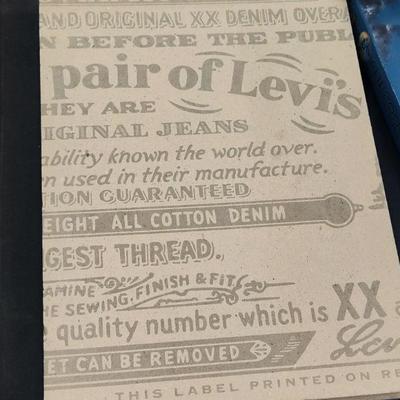 AND ORIGINAL XX DENIM OVERA
N BEFORE THE PUBL
pair of Levi's
HEY ARE
IGINAL JEANS
ability known the world over.
en used in their manufacture.
TION GUARANTEED
EIGHT ALL COTTON DENIM
GEST THREAD.
AMINE
HE SEWING, FINISH & FIT
e quality number which is XX
ET CAN BE REMOVED
Lev
THIS LABEL PRINTED ON RE